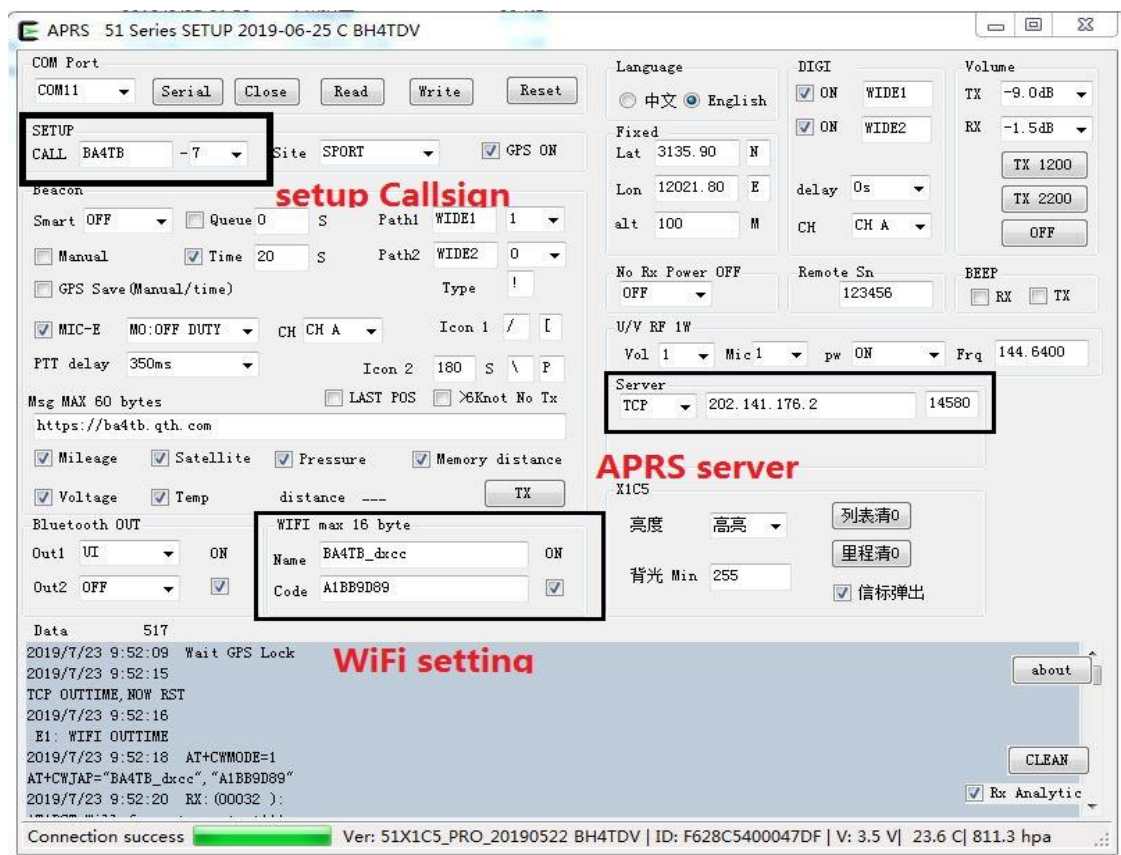 APRS 51 Series SETUP 2019-06-25 C BH4TDV
COM Port
COM11 Serial Close Read Write Reset
SETUP
CALL BA4TB -7 Site SPORT GPS ON
setup Callsign
Beacon
Smart OFF Queue 0 S Path1 WIDE1 1
Manual Time 20 S Path2 WIDE2 0
GPS Save(Manual/time) Type !
MIC-E MO:OFF DUTY CH CH A Icon 1 / [
PTT delay 350ms Icon 2 180 S \ P
Msg MAX 60 bytes LAST POS >6Knot No Tx
https://ba4tb.qth.com
Mileage Satellite Pressure Memory distance
Voltage Temp distance --- TX
Bluetooth OUT
Out1 UI ON
Out2 OFF
WIFI max 16 byte
Name BA4TB_dxcc ON
Code A1BB9D89
WiFi setting
Language
中文 English
Fixed
Lat 3135.90 N
Lon 12021.80 E
alt 100 M
DIGI
ON WIDE1
ON WIDE2
delay 0s
CH CH A
Volume
TX -9.0dB
RX -1.5dB
TX 1200
TX 2200
OFF
No Rx Power OFF
OFF
Remote Sn
123456
BEEP
RX TX
U/V RF 1W
Vol 1 Mic 1 pw ON Frq 144.6400
Server
TCP 202.141.176.2 14580
APRS server
X1C5
亮度 高亮 列表清0
里程清0
背光 Min 255
信标弹出
Data 517
2019/7/23 9:52:09 Wait GPS Lock
2019/7/23 9:52:15
TCP OUTTIME,NOW RST
2019/7/23 9:52:16
E1: WIFI OUTTIME
2019/7/23 9:52:18 AT+CWMODE=1
AT+CWJAP="BA4TB_dxcc","A1BB9D89"
2019/7/23 9:52:20 RX:(00032 ):
about
CLEAN
Rx Analytic
Connection success Ver: 51X1C5_PRO_20190522 BH4TDV | ID: F628C5400047DF | V: 3.5 V| 23.6 C| 811.3 hpa